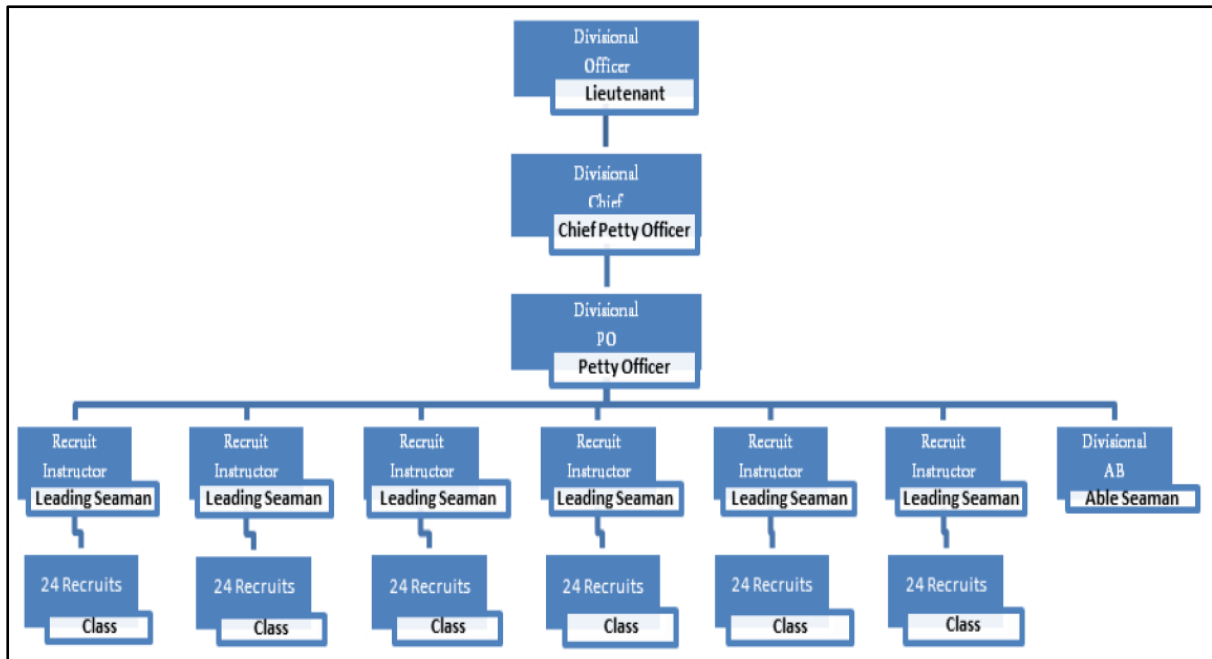 Divisional
Officer
Lieutenant
Divisional
Chief
Chief Petty Officer
Divisional
PO
Petty Officer
Recruit
Instructor
Leading Seaman
Recruit
Instructor
Leading Seaman
Recruit
Instructor
Leading Seaman
Recruit
Instructor
Leading Seaman
Recruit
Instructor
Leading Seaman
Recruit
Instructor
Leading Seaman
Divisional
AB
Able Seaman
24 Recruits
Class
24 Recruits
Class
24 Recruits
Class
24 Recruits
Class
24 Recruits
Class
24 Recruits
Class